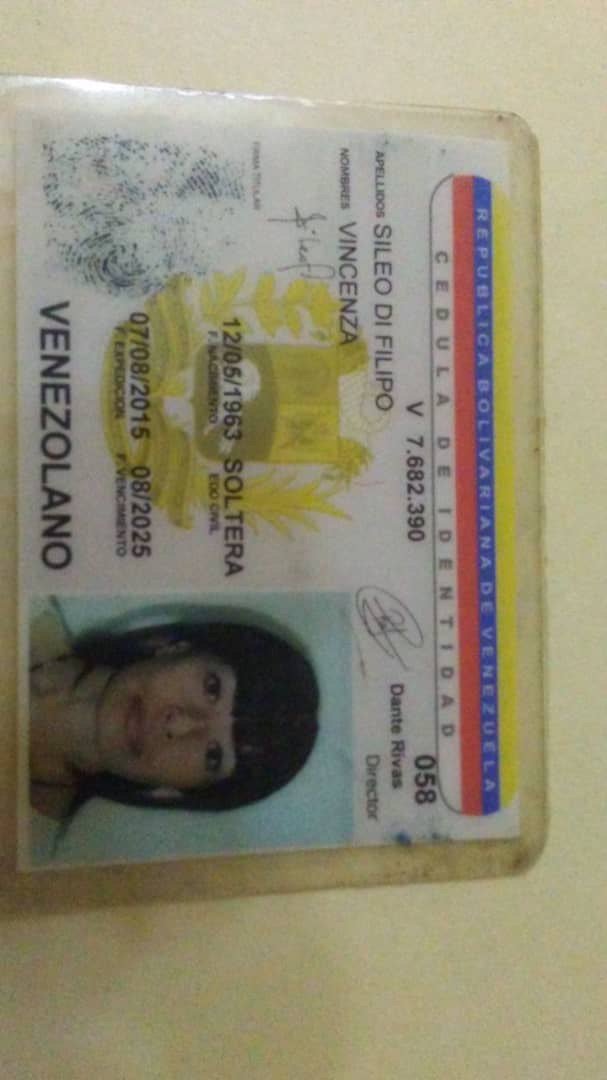 REPUBLICA BOLIVARIANA DE VENEZUELA
CEDULA DE IDENTIDAD
V 7.682.390
058
APELLIDOS SILEO DI FILIPO
Dante Rivas
Director
NOMBRES VINCENZA
FIRMA TITULAR
12/05/1963 SOLTERA
F. NACIMIENTO EDO CIVIL
07/08/2015 08/2025
F. EXPEDICION F. VENCIMIENTO
VENEZOLANO